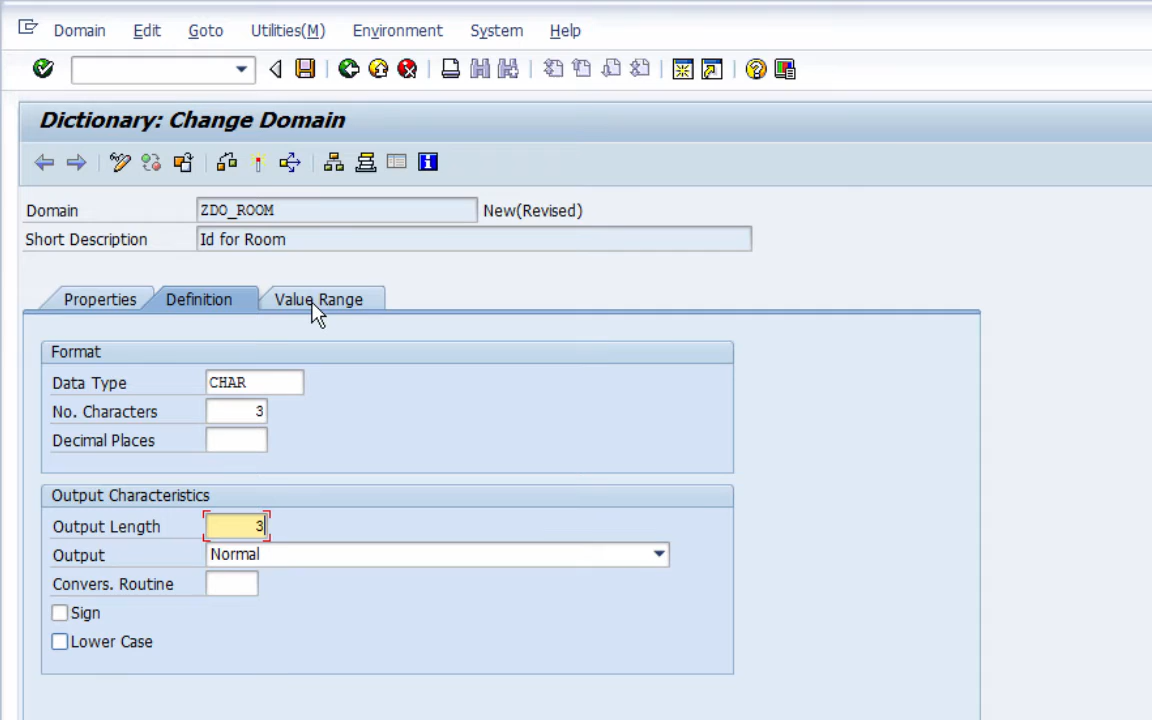 Domain Edit Goto Utilities(M) Environment System Help
Dictionary: Change Domain
Domain ZDO_ROOM New(Revised)
Short Description Id for Room
Properties Definition Value Range
Format
Data Type CHAR
No. Characters 3
Decimal Places
Output Characteristics
Output Length 3
Output Normal
Convers. Routine
Sign
Lower Case